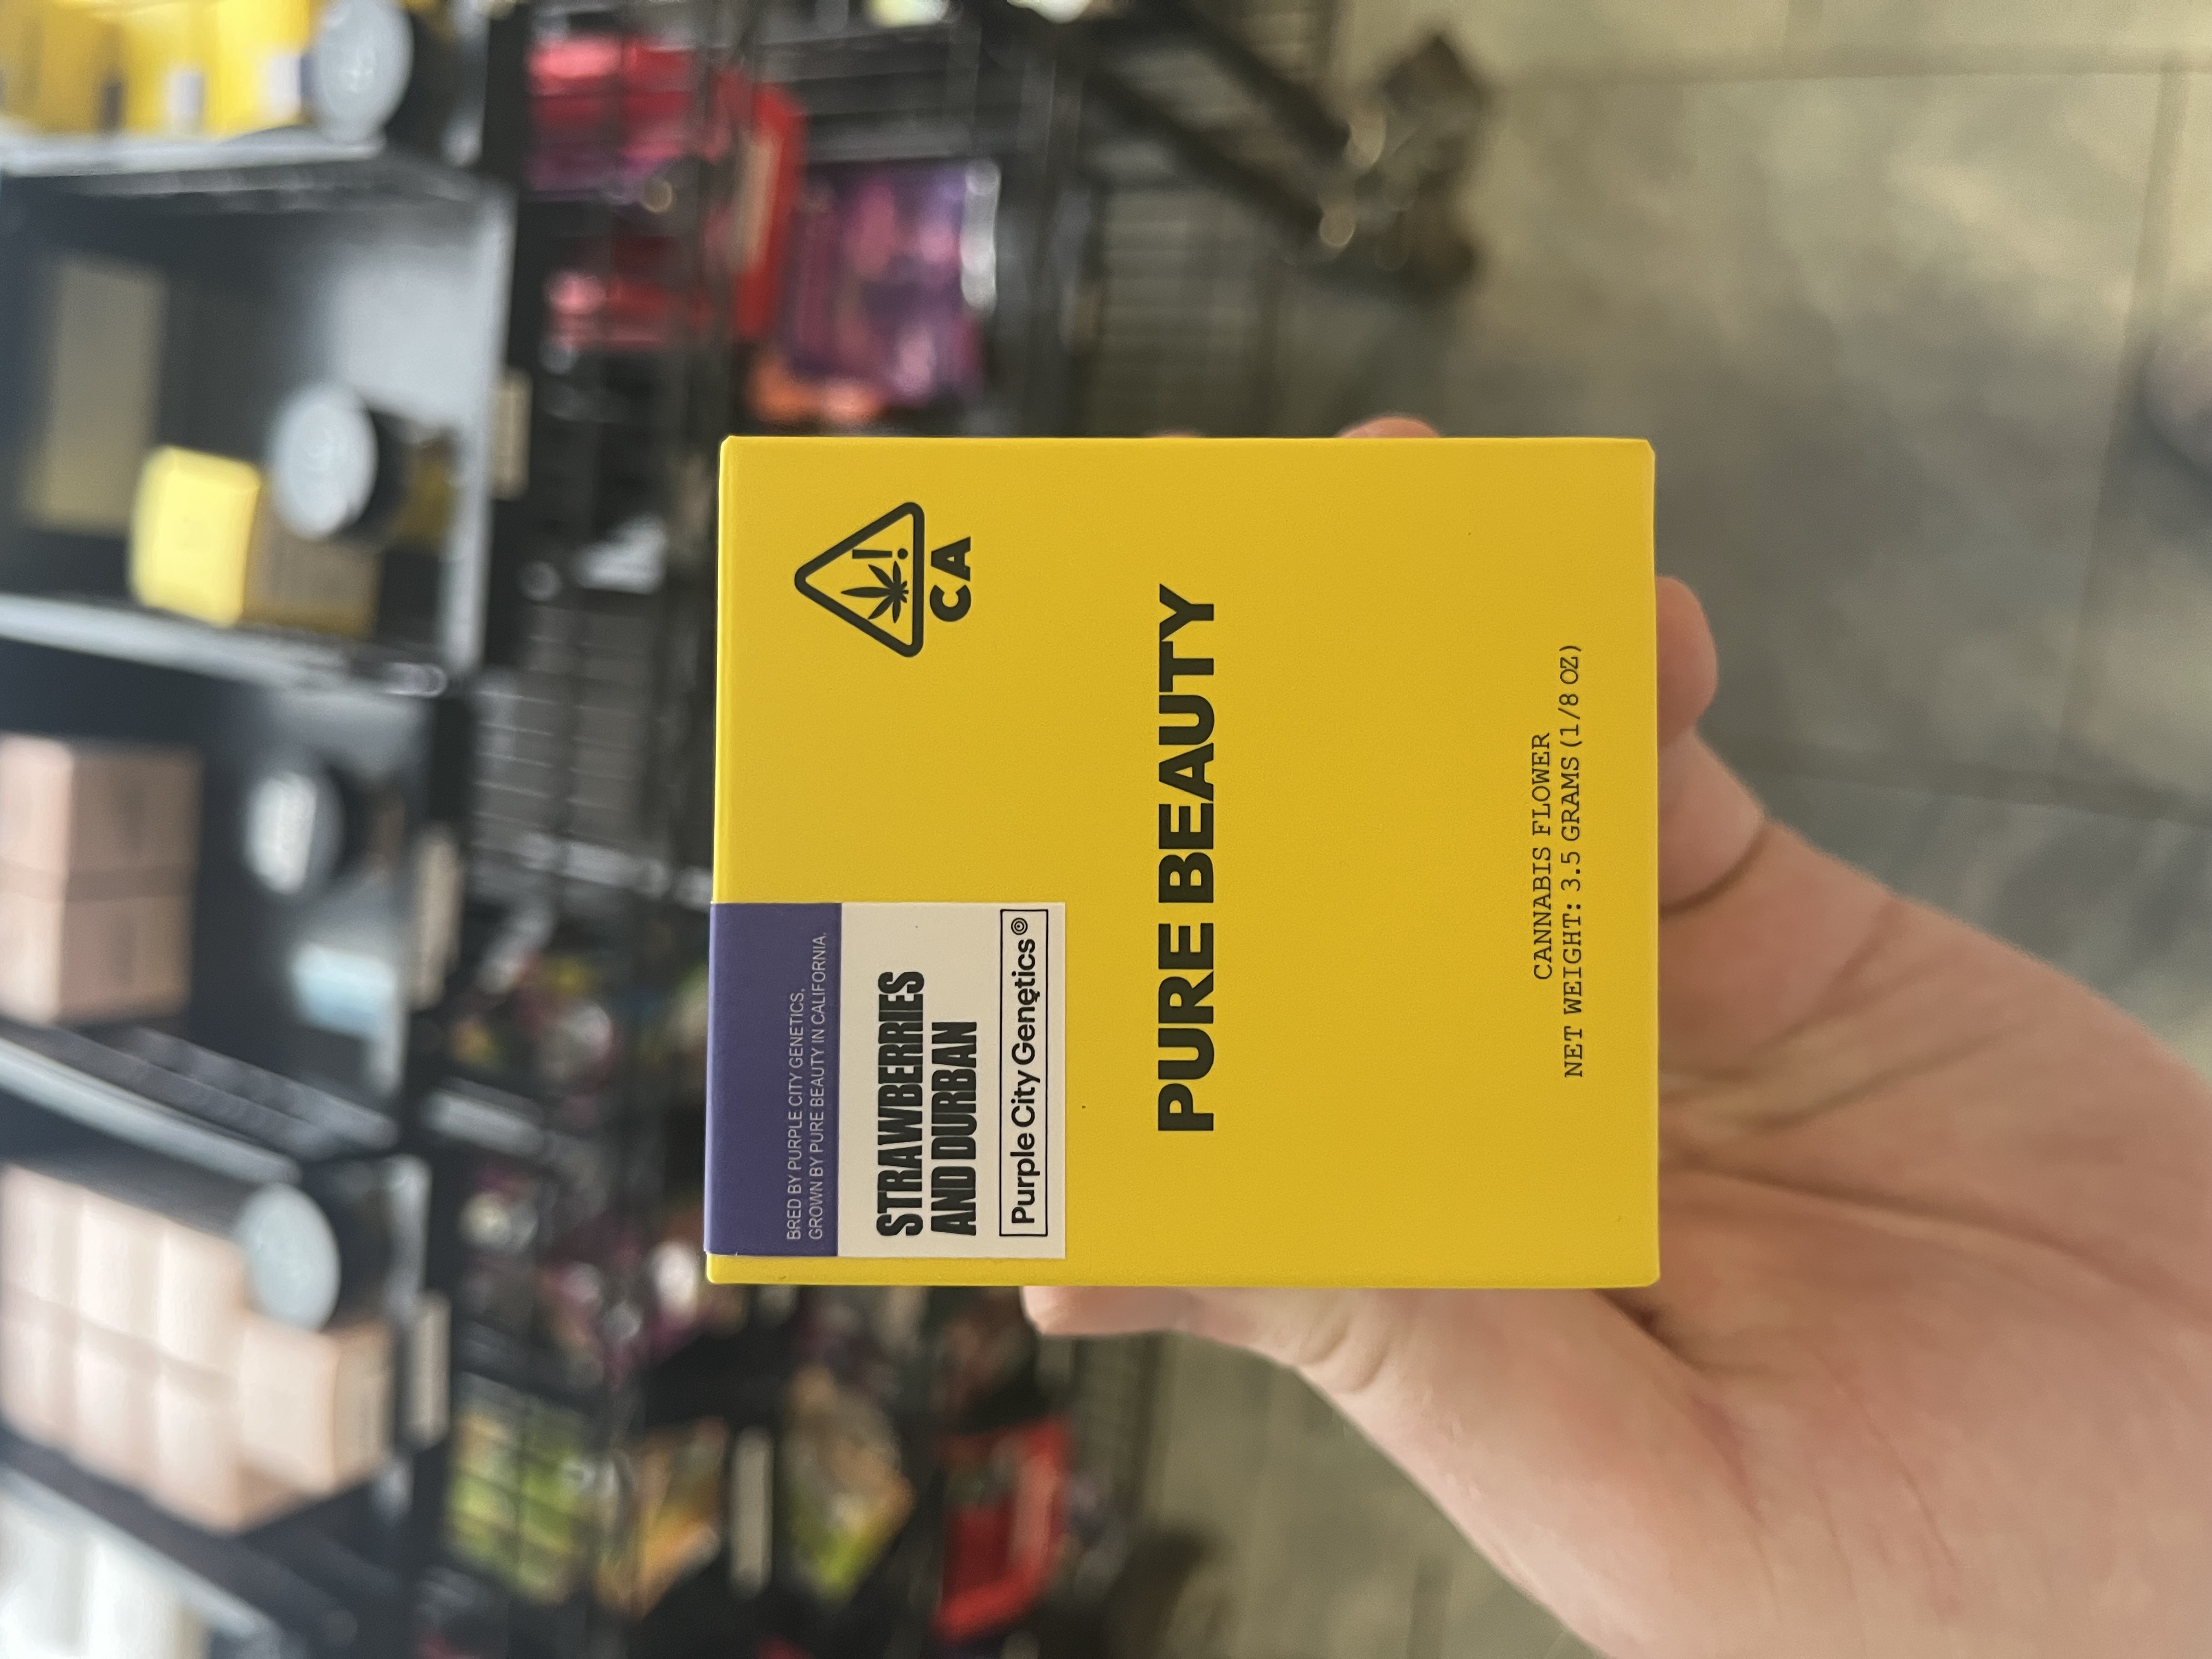 BRED BY PURPLE CITY GENETICS.
GROWN BY PURE BEAUTY IN CALIFORNIA.
STRAWBERRIES
AND DURBAN
Purple City Genetics
!
CA
PURE BEAUTY
CANNABIS FLOWER
NET WEIGHT: 3.5 GRAMS (1/8 OZ)